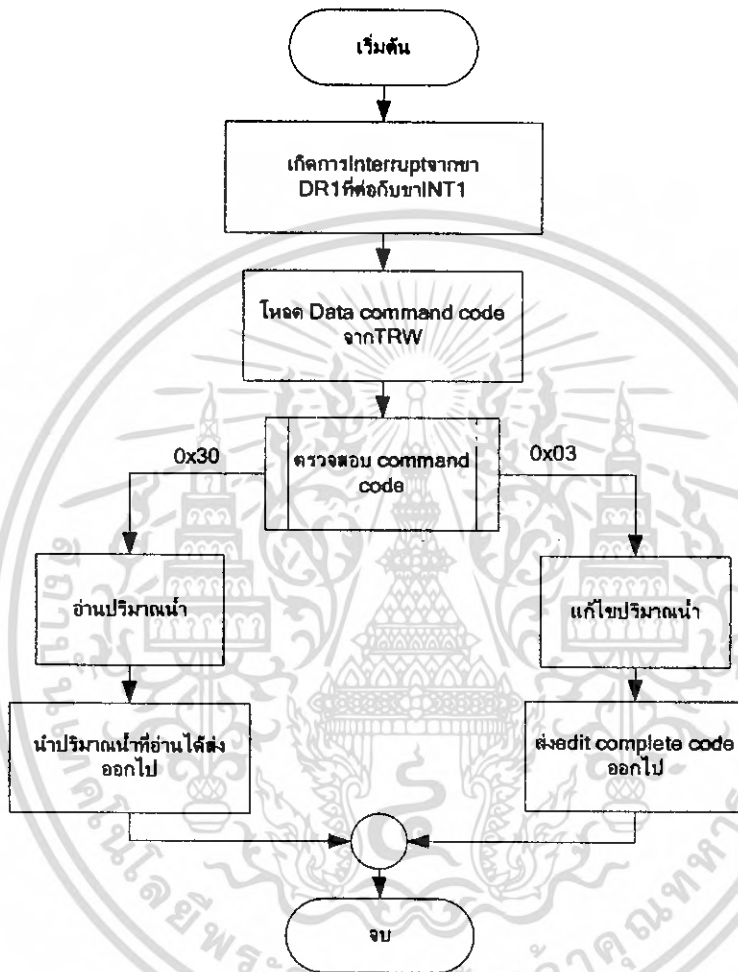 เริ่มต้น
เกิดการInterruptจากขา
DR1ที่ต่อกับขาINT1
โหลด Data command code
จากTRW
0x30
ตรวจสอบ command
code
0x03
อ่านปริมาณน้ำ
แก้ไขปริมาณน้ำ
นำปริมาณน้ำที่อ่านได้ส่ง
ออกไป
ส่งedit complete code
ออกไป
จบ